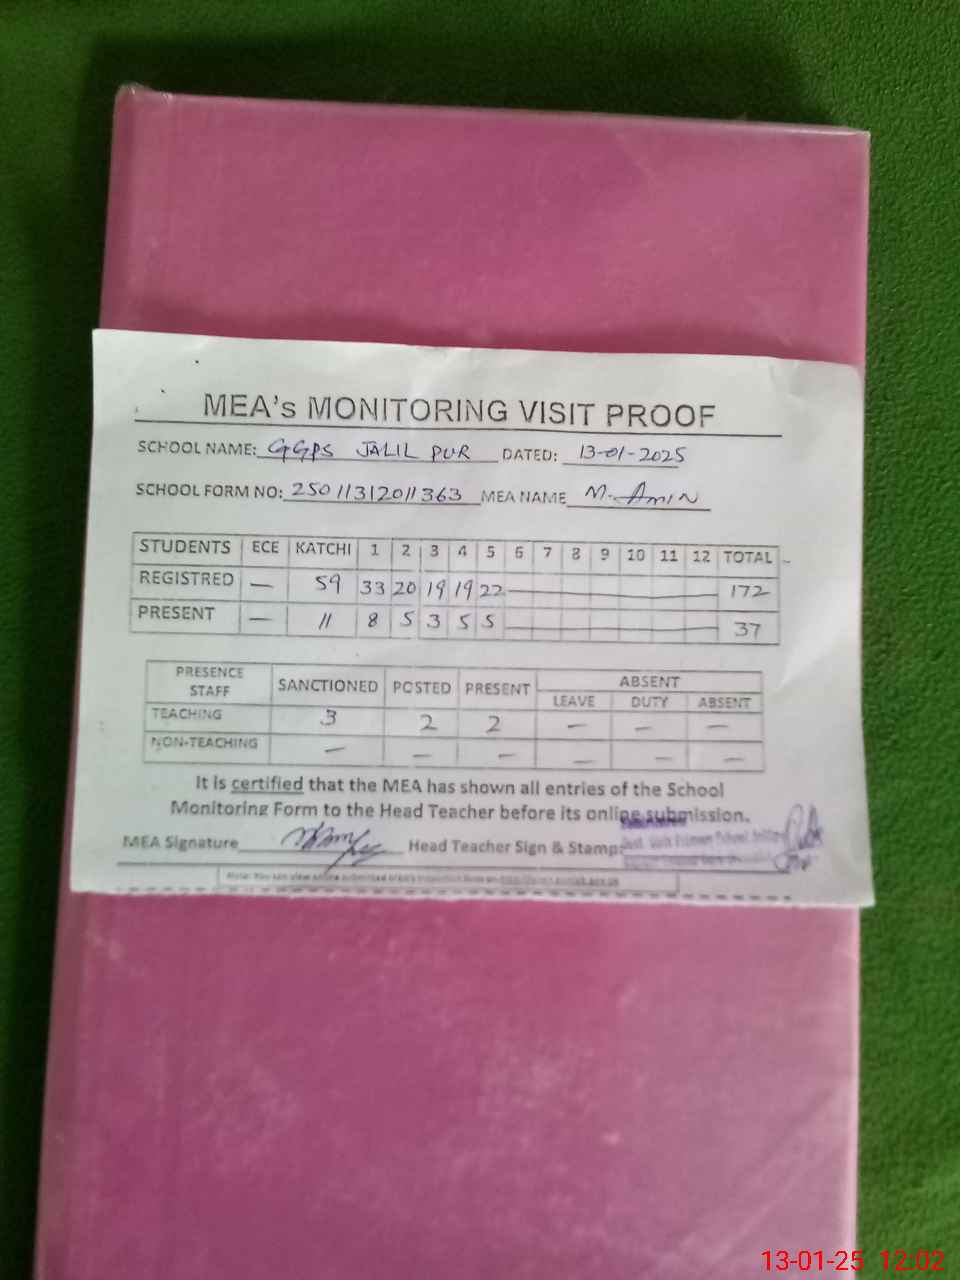 MEA's MONITORING VISIT PROOF
SCHOOL NAME: GGPS JALIL PUR DATED: 13-01-2025
SCHOOL FORM NO: 2501131201​1363 MEA NAME M. AMIN
STUDENTS ECE KATCHI 1 2 3 4 5 6 7 8 9 10 11 12 TOTAL
REGISTRED — 59 33 20 19 19 22 — 172
PRESENT — 11 8 5 3 5 5 — 37
PRESENCE STAFF SANCTIONED POSTED PRESENT ABSENT
LEAVE DUTY ABSENT
TEACHING 3 2 2 — — —
NON-TEACHING — — — — — —
It is certified that the MEA has shown all entries of the School
Monitoring Form to the Head Teacher before its online submission.
MEA Signature Head Teacher Sign & Stamp:
13-01-25 12:02